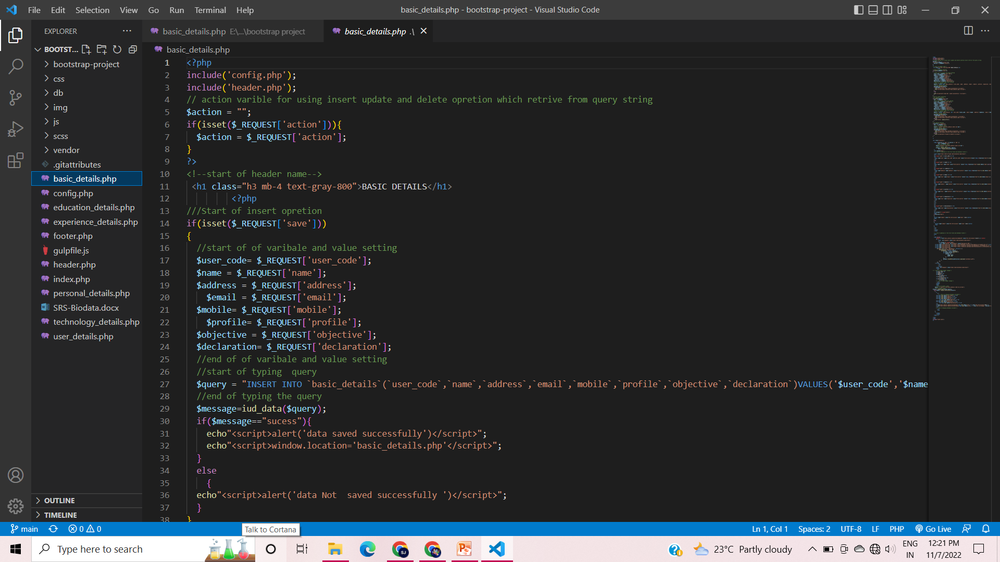 File Edit Selection View Go Run Terminal Help
basic_details.php - bootstrap-project - Visual Studio Code
EXPLORER
BOOTST...
bootstrap-project
css
db
img
js
scss
vendor
.gitattributes
basic_details.php
config.php
education_details.php
experience_details.php
footer.php
gulpfile.js
header.php
index.php
personal_details.php
SRS-Biodata.docx
technology_details.php
user_details.php
OUTLINE
TIMELINE
basic_details.php E:\...\bootstrap project
basic_details.php .\
basic_details.php
1 <?php
2 include('config.php');
3 include('header.php');
4 // action varible for using insert update and delete opretion which retrive from query string
5 $action = "";
6 if(isset($_REQUEST['action'])){
7 $action = $_REQUEST['action'];
8 }
9 ?>
10 <!--start of header name-->
11 <h1 class="h3 mb-4 text-gray-800">BASIC DETAILS</h1>
12 <?php
13 ///Start of insert opretion
14 if(isset($_REQUEST['save']))
15 {
16 //start of of varibale and value setting
17 $user_code= $_REQUEST['user_code'];
18 $name = $_REQUEST['name'];
19 $address = $_REQUEST['address'];
20 $email = $_REQUEST['email'];
21 $mobile= $_REQUEST['mobile'];
22 $profile= $_REQUEST['profile'];
23 $objective = $_REQUEST['objective'];
24 $declaration= $_REQUEST['declaration'];
25 //end of of varibale and value setting
26 //start of typing  query
27 $query = "INSERT INTO `basic_details`(`user_code`,`name`,`address`,`email`,`mobile`,`profile`,`objective`,`declaration`)VALUES('$user_code','$name
28 //end of typing the query
29 $message=iud_data($query);
30 if($message=="sucess"){
31 echo"<script>alert('data saved successfully')</script>";
32 echo"<script>window.location='basic_details.php'</script>";
33 }
34 else
35 {
36 echo"<script>alert('data Not  saved successfully ')</script>";
37 }
38 }
main 0 0
Talk to Cortana
Ln 1, Col 1 Spaces: 2 UTF-8 LF PHP Go Live
Type here to search
SJ
23°C Partly cloudy
ENG
IN
12:21 PM
11/7/2022